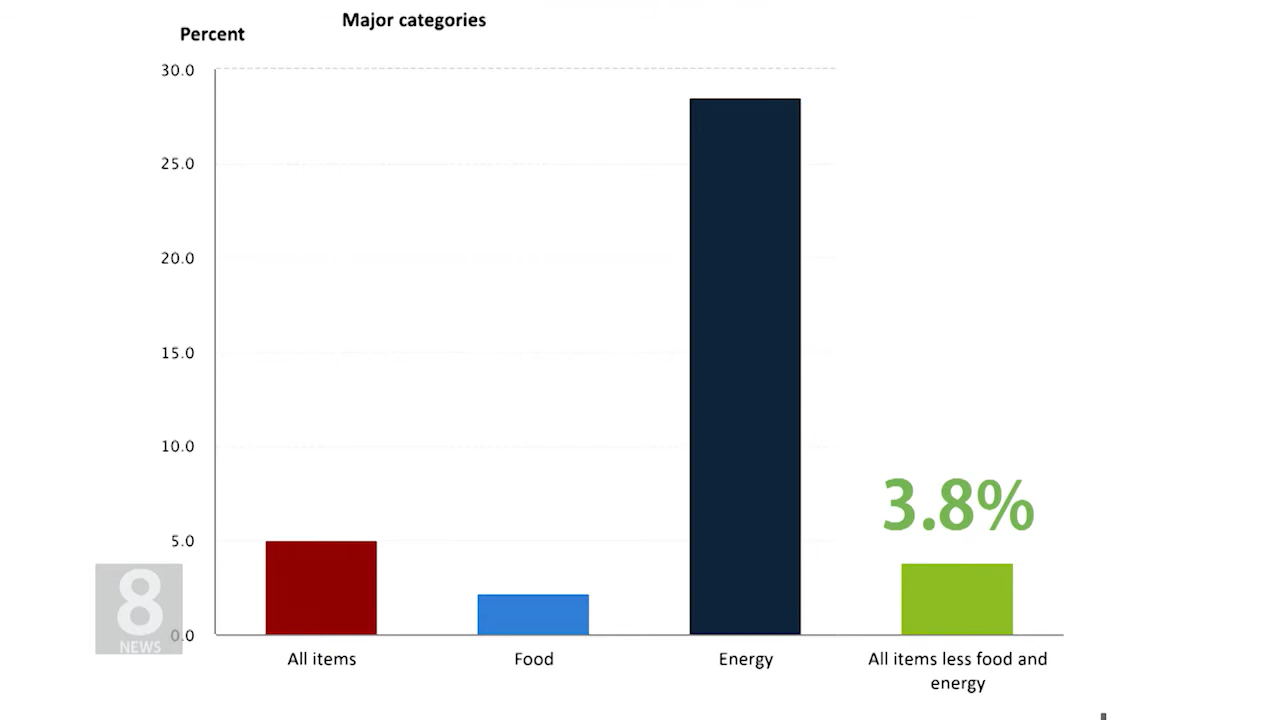 Major categories
Percent
30.0
25.0
20.0
15.0
10.0
5.0
0.0
3.8%
8
NEWS
All items
Food
Energy
All items less food and
energy